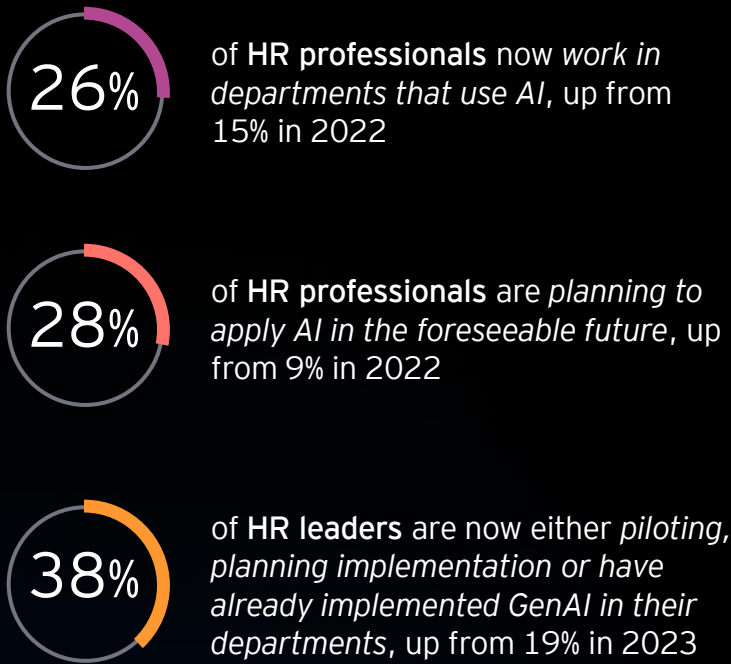 26%
of HR professionals now work in
departments that use AI, up from
15% in 2022
28%
of HR professionals are planning to
apply AI in the foreseeable future, up
from 9% in 2022
38%
of HR leaders are now either piloting,
planning implementation or have
already implemented GenAI in their
departments, up from 19% in 2023